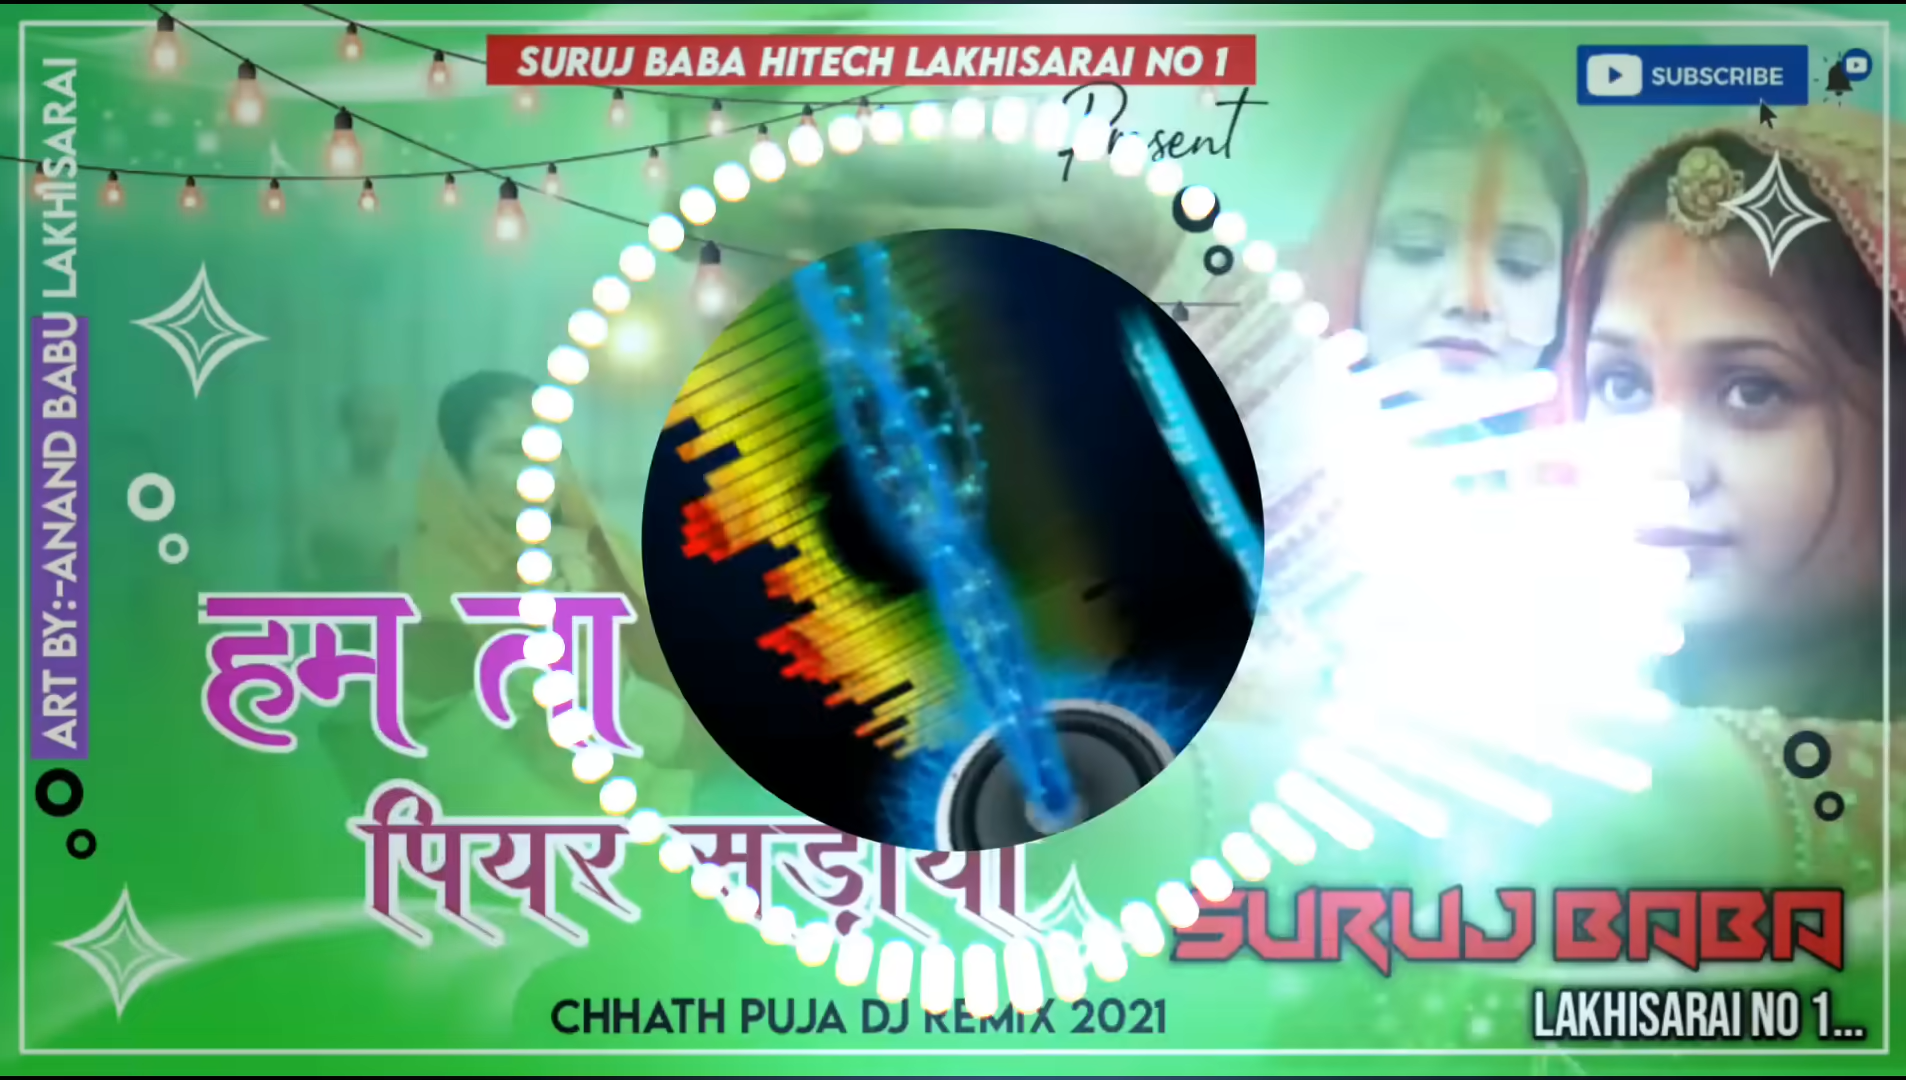 SURUJ BABA HITECH LAKHISARAI NO 1
Present
SUBSCRIBE
ART BY:-ANAND BABU LAKHISARAI
हम ता
पियर
SURUJ BABA
CHHATH PUJA DJ REMIX 2021
LAKHISARAI NO 1...